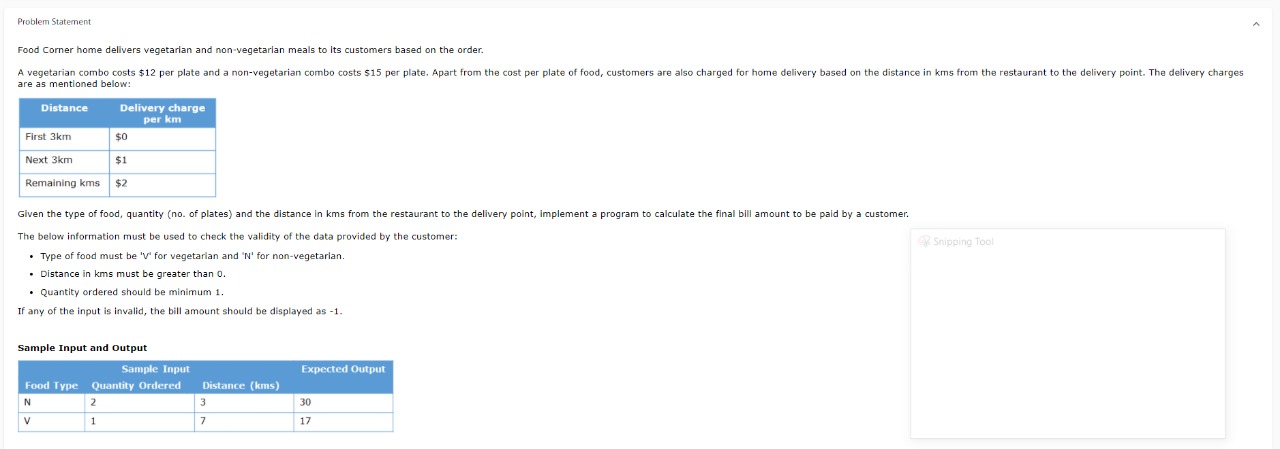 Problem Statement
Food Corner home delivers vegetarian and non-vegetarian meals to its customers based on the order.
A vegetarian combo costs $12 per plate and a non-vegetarian combo costs $15 per plate. Apart from the cost per plate of food, customers are also charged for home delivery based on the distance in kms from the restaurant to the delivery point. The delivery charges
are as mentioned below:
Distance Delivery charge
per km
First 3km $0
Next 3km $1
Remaining kms $2
Given the type of food, quantity (no. of plates) and the distance in kms from the restaurant to the delivery point, implement a program to calculate the final bill amount to be paid by a customer.
The below information must be used to check the validity of the data provided by the customer:
• Type of food must be 'V' for vegetarian and 'N' for non-vegetarian.
• Distance in kms must be greater than 0.
• Quantity ordered should be minimum 1.
If any of the input is invalid, the bill amount should be displayed as -1.
Snipping Tool
Sample Input and Output
Sample Input Expected Output
Food Type Quantity Ordered Distance (kms)
N 2 3 30
V 1 7 17